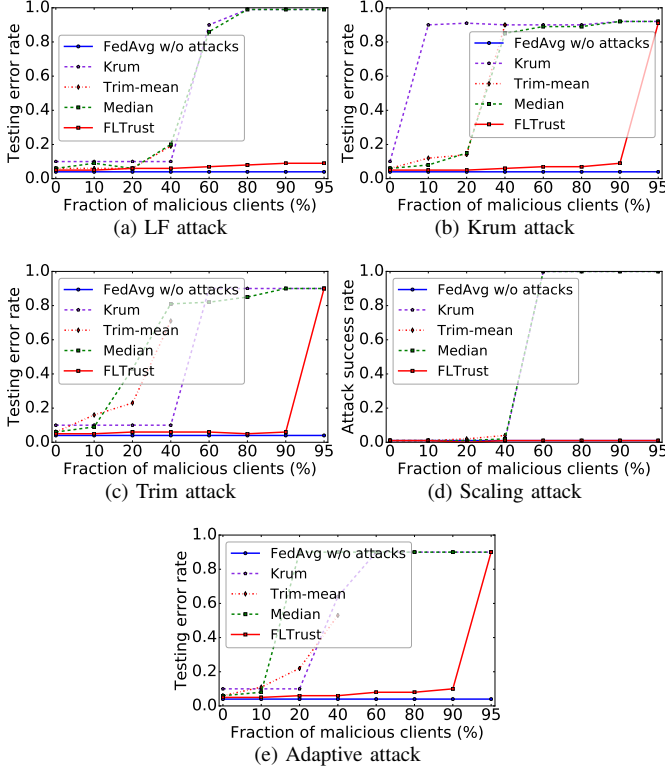 1.0
0.8
0.6
0.4
0.2
0.0
Testing error rate
FedAvg w/o attacks
Krum
Trim-mean
Median
FLTrust
0 10 20 40 60 80 90 95
Fraction of malicious clients (%)
(a) LF attack
1.0
0.8
0.6
0.4
0.2
0.0
Testing error rate
FedAvg w/o attacks
Krum
Trim-mean
Median
FLTrust
0 10 20 40 60 80 90 95
Fraction of malicious clients (%)
(b) Krum attack
1.0
0.8
0.6
0.4
0.2
0.0
Testing error rate
FedAvg w/o attacks
Krum
Trim-mean
Median
FLTrust
0 10 20 40 60 80 90 95
Fraction of malicious clients (%)
(c) Trim attack
1.0
0.8
0.6
0.4
0.2
0.0
Attack success rate
FedAvg w/o attacks
Krum
Trim-mean
Median
FLTrust
0 10 20 40 60 80 90 95
Fraction of malicious clients (%)
(d) Scaling attack
1.0
0.8
0.6
0.4
0.2
0.0
Testing error rate
FedAvg w/o attacks
Krum
Trim-mean
Median
FLTrust
0 10 20 40 60 80 90 95
Fraction of malicious clients (%)
(e) Adaptive attack